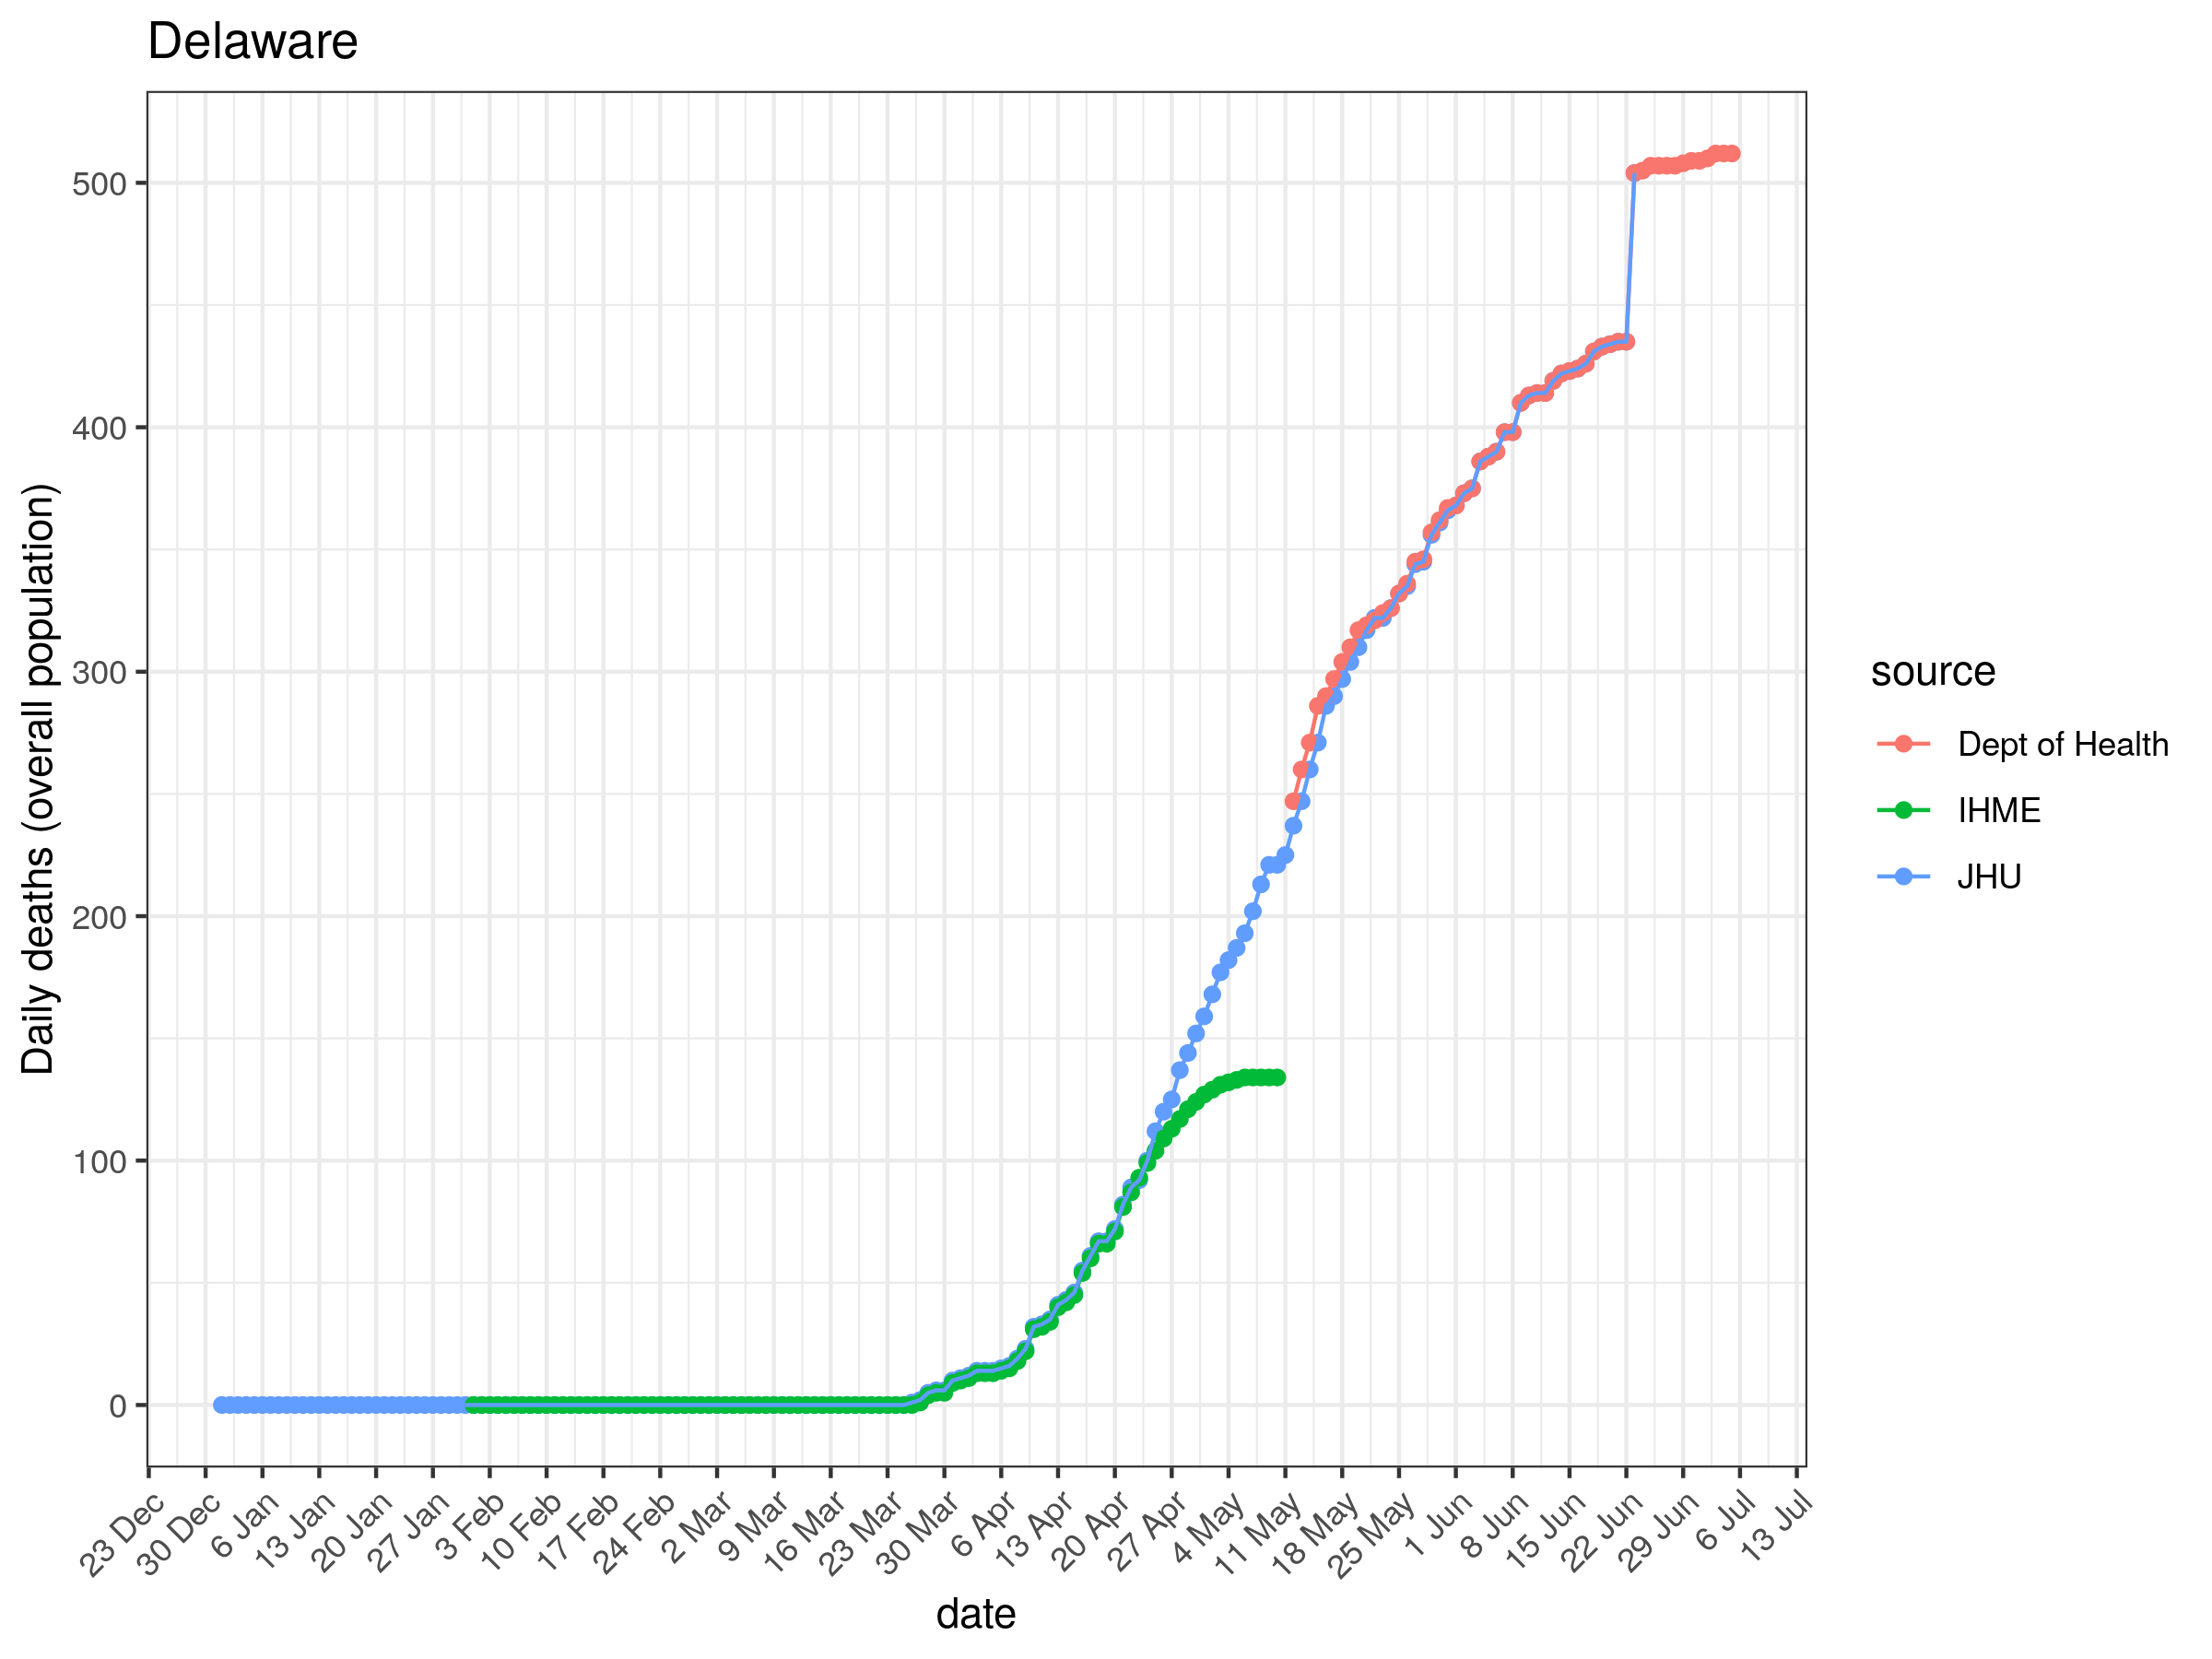 Delaware
Daily deaths (overall population)
500
400
300
200
100
0
23 Dec
30 Dec
6 Jan
13 Jan
20 Jan
27 Jan
3 Feb
10 Feb
17 Feb
24 Feb
2 Mar
9 Mar
16 Mar
23 Mar
30 Mar
6 Apr
13 Apr
20 Apr
27 Apr
4 May
11 May
18 May
25 May
1 Jun
8 Jun
15 Jun
22 Jun
29 Jun
6 Jul
13 Jul
date
source
Dept of Health
IHME
JHU